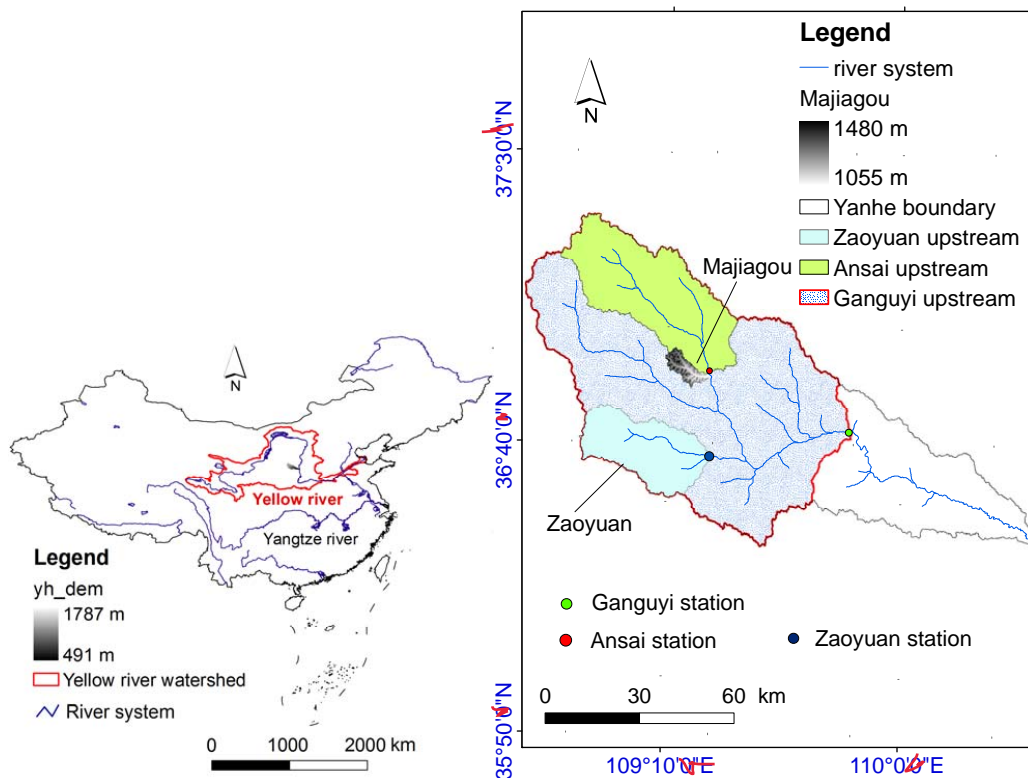 N
Yellow river
Yangtze river
Legend
yh_dem
1787 m
491 m
Yellow river watershed
River system
0 1000 2000 km
Legend
river system
Majiagou
1480 m
1055 m
Yanhe boundary
Zaoyuan upstream
Ansai upstream
Ganguyi upstream
N
Majiagou
Zaoyuan
Ganguyi station
Ansai station
Zaoyuan station
0 30 60 km
37°30'0"N
36°40'0"N
35°50'0"N
109°10'0"E
110°0'0"E